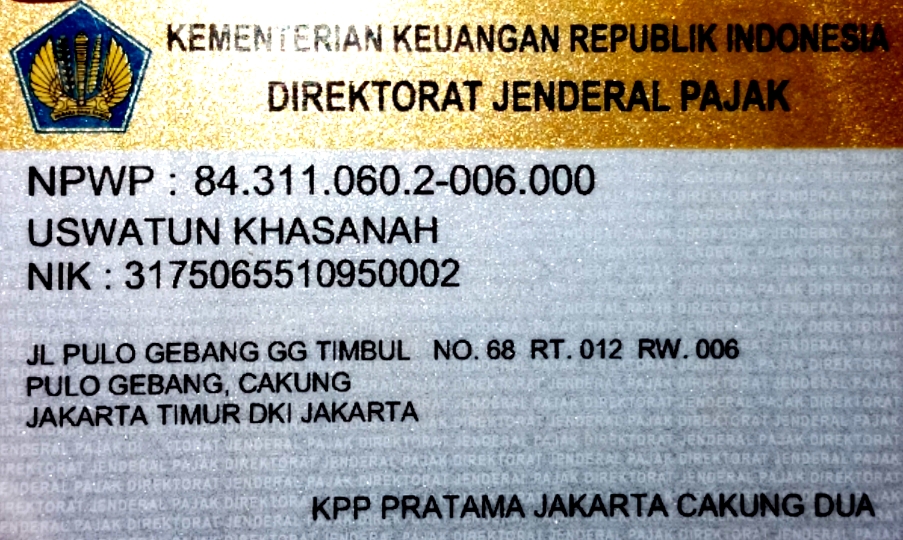 KEMENTERIAN KEUANGAN REPUBLIK INDONESIA
DIREKTORAT JENDERAL PAJAK
NPWP : 84.311.060.2-006.000
USWATUN KHASANAH
NIK : 3175065510950002
JL PULO GEBANG GG TIMBUL NO. 68 RT. 012 RW. 006
PULO GEBANG, CAKUNG
JAKARTA TIMUR DKI JAKARTA
KPP PRATAMA JAKARTA CAKUNG DUA